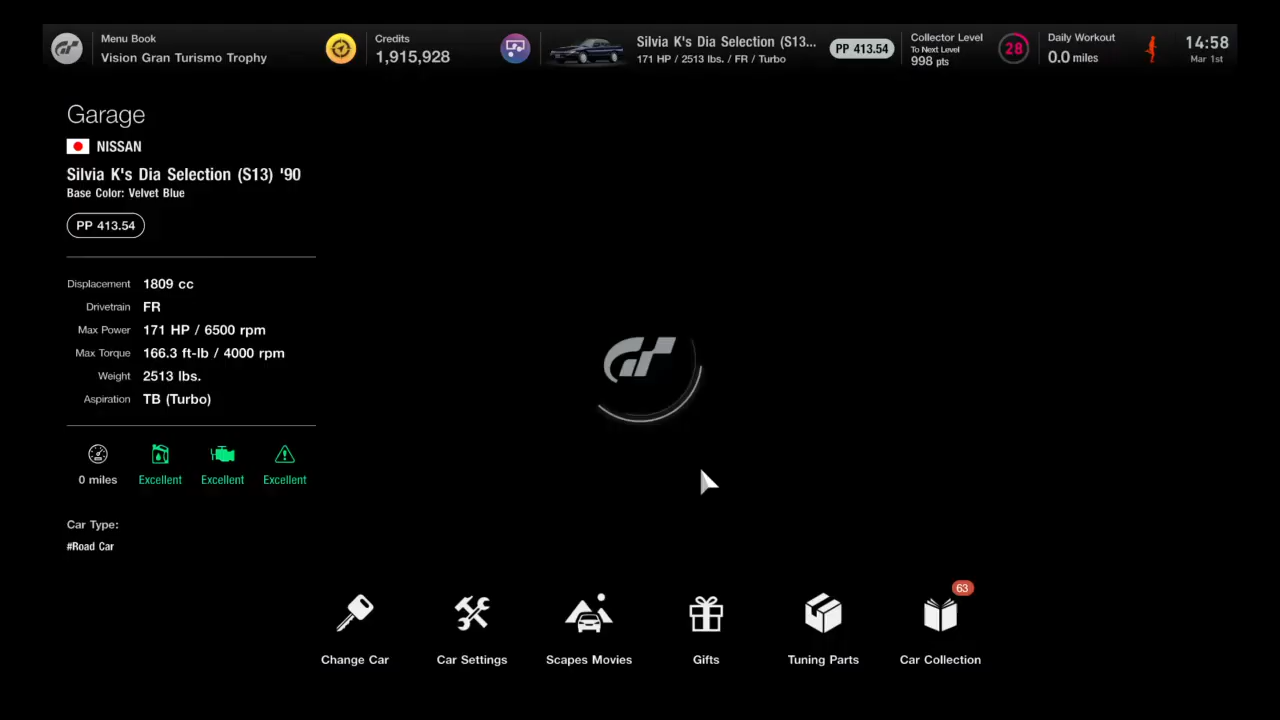 Menu Book
Vision Gran Turismo Trophy
Credits
1,915,928
Silvia K's Dia Selection (S13...
171 HP / 2513 lbs. / FR / Turbo
PP 413.54
Collector Level
To Next Level
998 pts
28
Daily Workout
0.0 miles
14:58
Mar 1st
Garage
NISSAN
Silvia K's Dia Selection (S13) '90
Base Color: Velvet Blue
PP 413.54
Displacement 1809 cc
Drivetrain FR
Max Power 171 HP / 6500 rpm
Max Torque 166.3 ft-lb / 4000 rpm
Weight 2513 lbs.
Aspiration TB (Turbo)
0 miles Excellent Excellent Excellent
Car Type:
#Road Car
63
Change Car Car Settings Scapes Movies Gifts Tuning Parts Car Collection